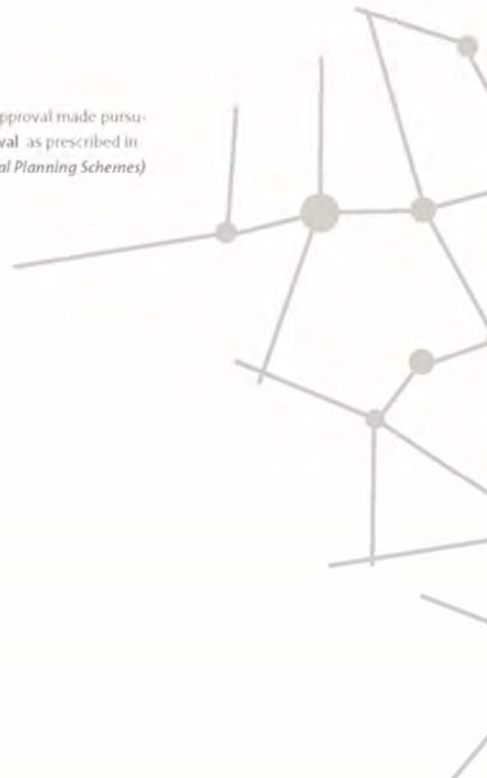 pproval made pursu-
val as prescribed in
al Planning Schemes)